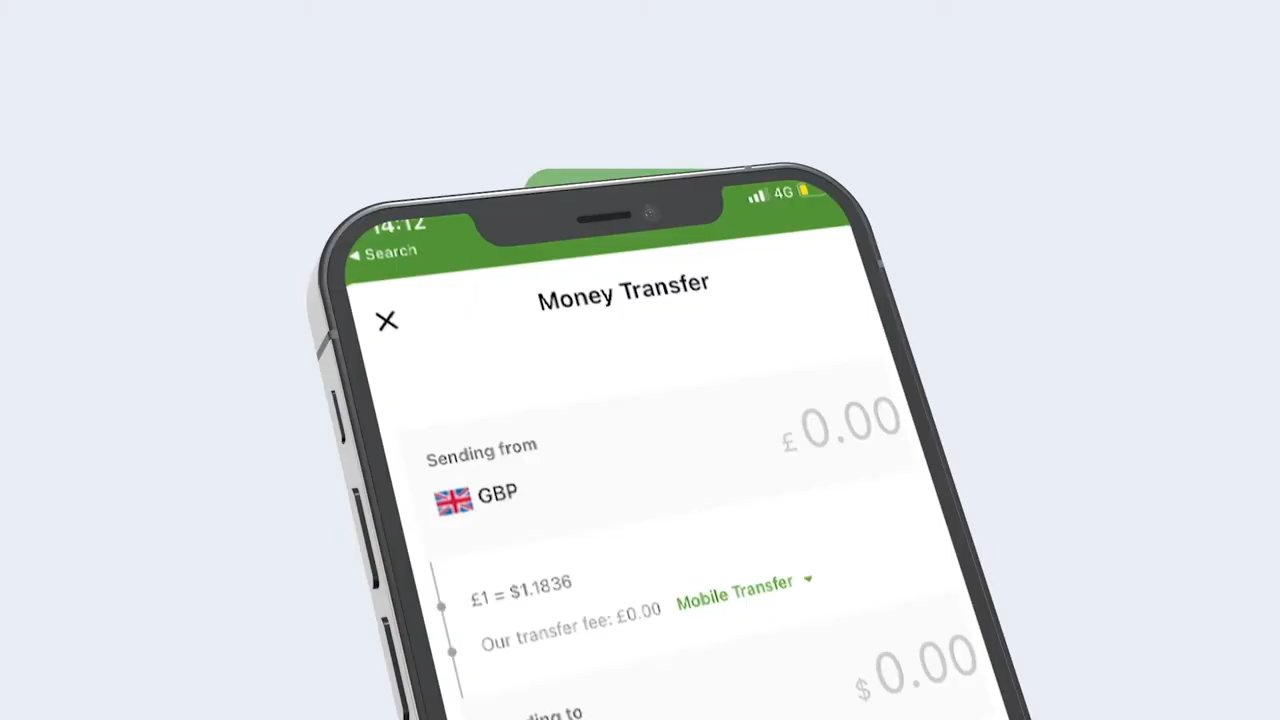 14:12
4G
◀ Search
Money Transfer
Sending from
£ 0.00
GBP
£1 = $1.1836
Our transfer fee: £0.00 Mobile Transfer
$ 0.00
to